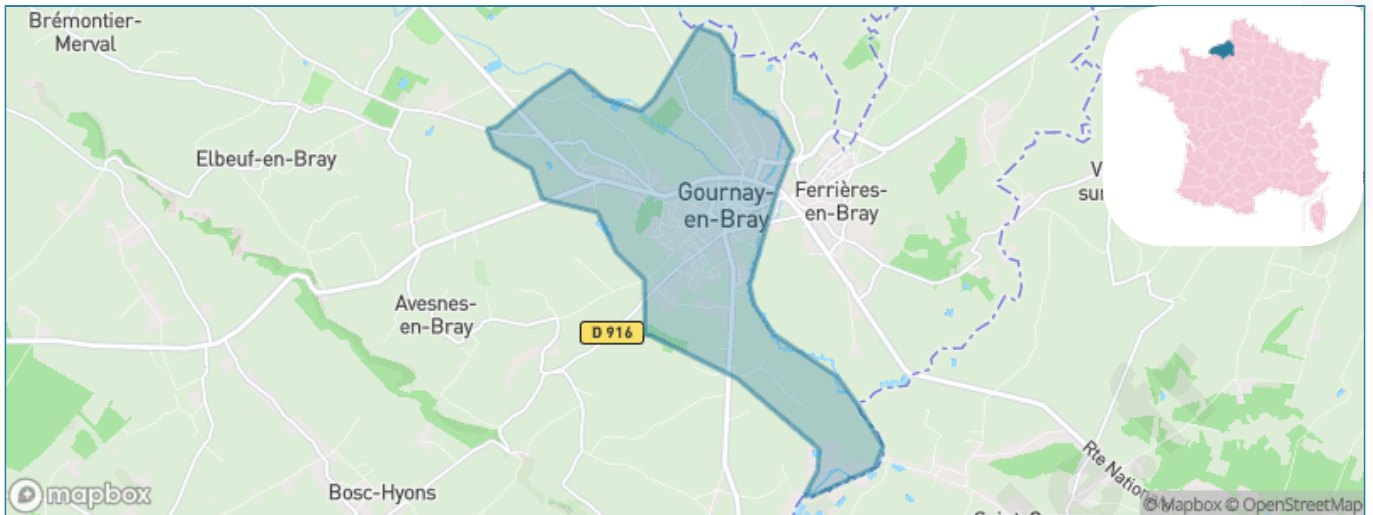 Brémontier-
Merval
Elbeuf-en-Bray
Gournay-
en-Bray
Ferrières-
en-Bray
Avesnes-
en-Bray
D 916
Bosc-Hyons
Rte National
mapbox
© Mapbox © OpenStreetMap